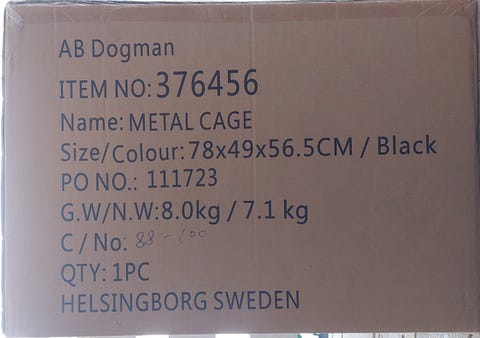 AB Dogman
ITEM NO: 376456
Name: METAL CAGE
Size/Colour: 78x49x56.5CM / Black
PO NO.: 111723
G.W/N.W: 8.0kg / 7.1 kg
C / No: 88-100
QTY: 1PC
HELSINGBORG SWEDEN